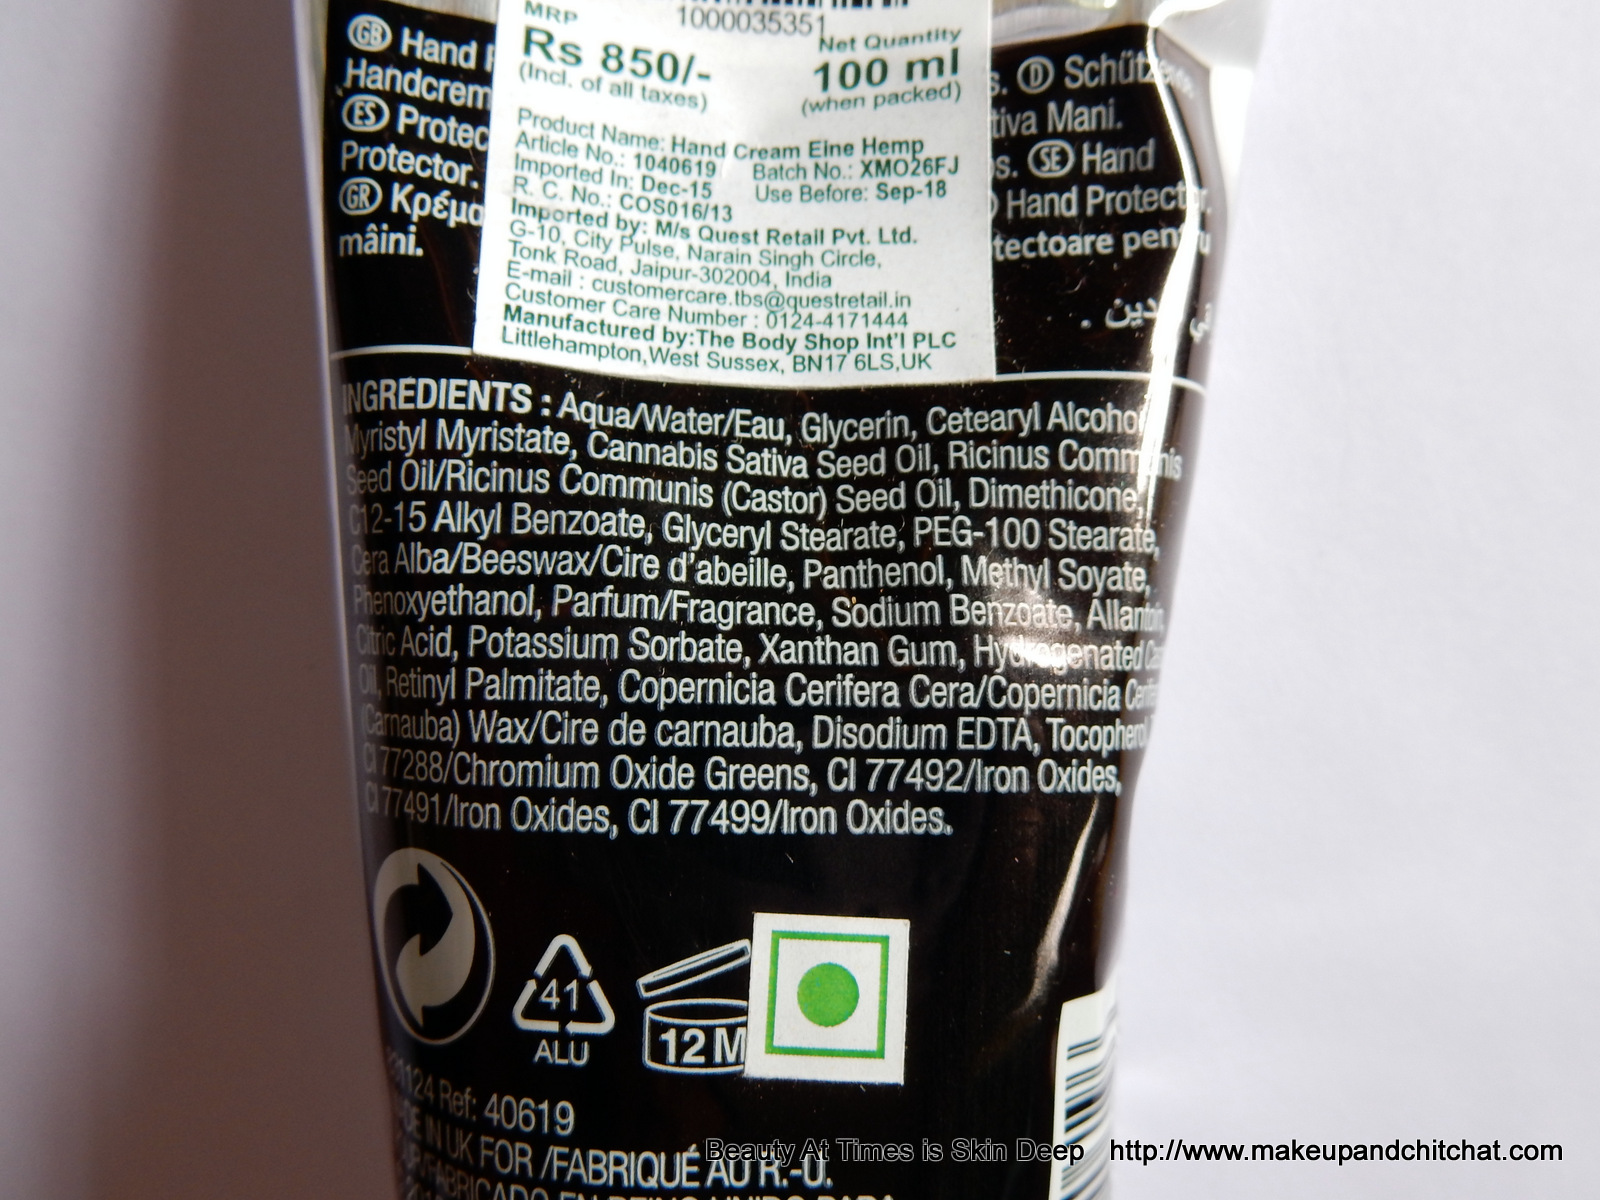 1000035351
MRP
Rs 850/-
(Incl. of all taxes)
Net Quantity
100 ml
(when packed)
Product Name: Hand Cream Eine Hemp
Article No.: 1040619 Batch No.: XMO26FJ
Imported In: Dec-15 Use Before: Sep-18
R. C. No.: COS016/13
Imported by: M/s Quest Retail Pvt. Ltd.
G-10, City Pulse, Narain Singh Circle,
Tonk Road, Jaipur-302004, India
E-mail : customercare.tbs@questretail.in
Customer Care Number : 0124-4171444
Manufactured by:The Body Shop Int'l PLC
Littlehampton,West Sussex, BN17 6LS,UK
GB Hand
Handcrem
ES Protec
Protector.
GR Κρέμα
mâini.
D Schütz
tiva Mani.
SE Hand
Hand Protector.
tectoare pentru
INGREDIENTS : Aqua/Water/Eau, Glycerin, Cetearyl Alcohol
Myristyl Myristate, Cannabis Sativa Seed Oil, Ricinus Communis
Seed Oil/Ricinus Communis (Castor) Seed Oil, Dimethicone,
C12-15 Alkyl Benzoate, Glyceryl Stearate, PEG-100 Stearate,
Cera Alba/Beeswax/Cire d'abeille, Panthenol, Methyl Soyate,
Phenoxyethanol, Parfum/Fragrance, Sodium Benzoate, Allantoin,
Citric Acid, Potassium Sorbate, Xanthan Gum, Hydrogenated
Oil, Retinyl Palmitate, Copernicia Cerifera Cera/Copernicia
(Carnauba) Wax/Cire de carnauba, Disodium EDTA, Tocopherol
CI 77288/Chromium Oxide Greens, CI 77492/Iron Oxides,
CI 77491/Iron Oxides, CI 77499/Iron Oxides.
41
ALU
12 M
Ref: 40619
IN UK FOR /FABRIQUÉ AU R.-U.
Beauty At Times is Skin Deep http://www.makeupandchitchat.com